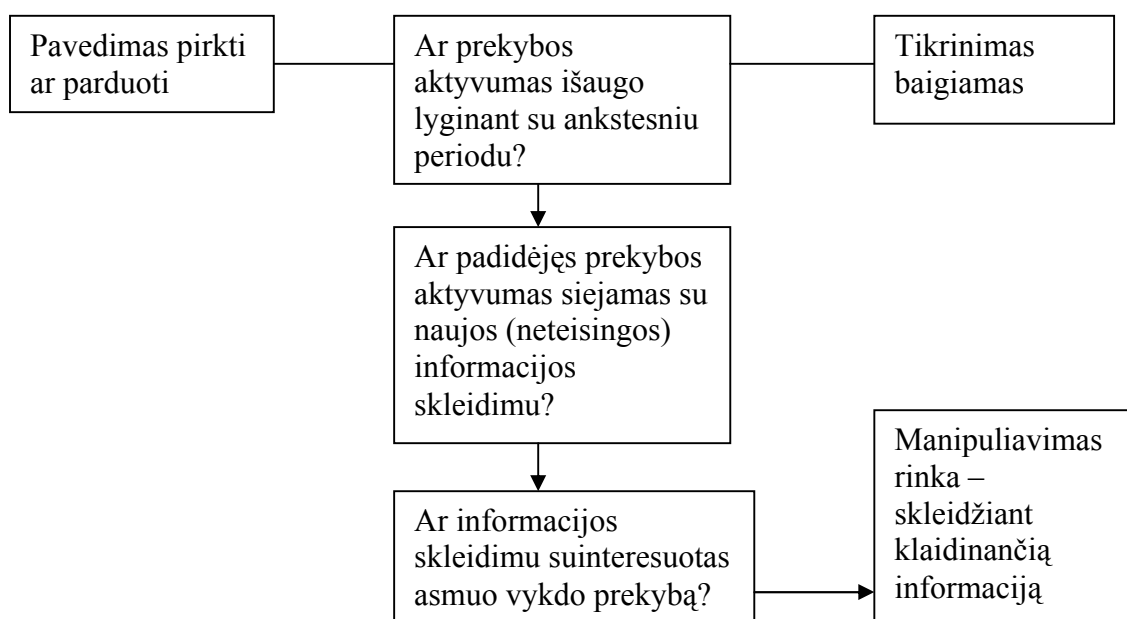 Pavedimas pirkti
ar parduoti
Ar prekybos
aktyvumas išaugo
lyginant su ankstesniu
periodu?
Tikrinimas
baigiamas
Ar padidėjęs prekybos
aktyvumas siejamas su
naujos (neteisingos)
informacijos
skleidimu?
Ar informacijos
skleidimu suinteresuotas
asmuo vykdo prekybą?
Manipuliavimas
rinka –
skleidžiant
klaidinančią
informaciją